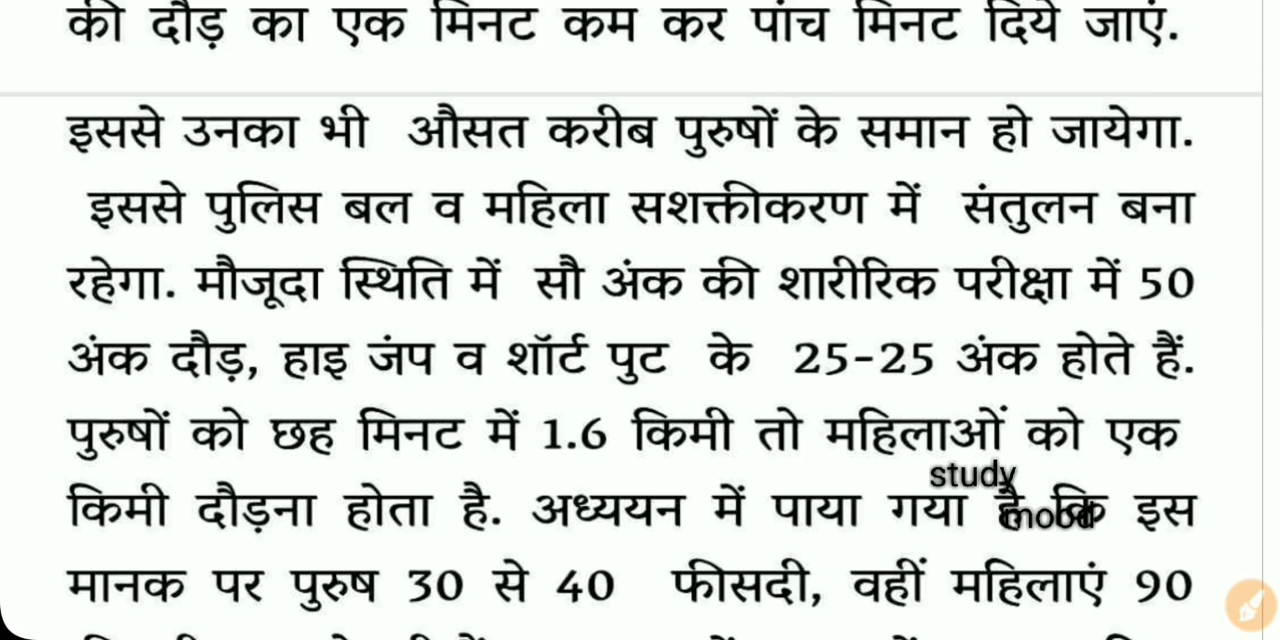 की दौड़ का एक मिनट कम कर पांच मिनट दिये जाएं.
इससे उनका भी औसत करीब पुरुषों के समान हो जायेगा.
इससे पुलिस बल व महिला सशक्तीकरण में संतुलन बना
रहेगा. मौजूदा स्थिति में सौ अंक की शारीरिक परीक्षा में 50
अंक दौड़, हाइ जंप व शॉर्ट पुट के 25-25 अंक होते हैं.
पुरुषों को छह मिनट में 1.6 किमी तो महिलाओं को एक
study
किमी दौड़ना होता है. अध्ययन में पाया गया है कि इस
mood
मानक पर पुरुष 30 से 40 फीसदी, वहीं महिलाएं 90